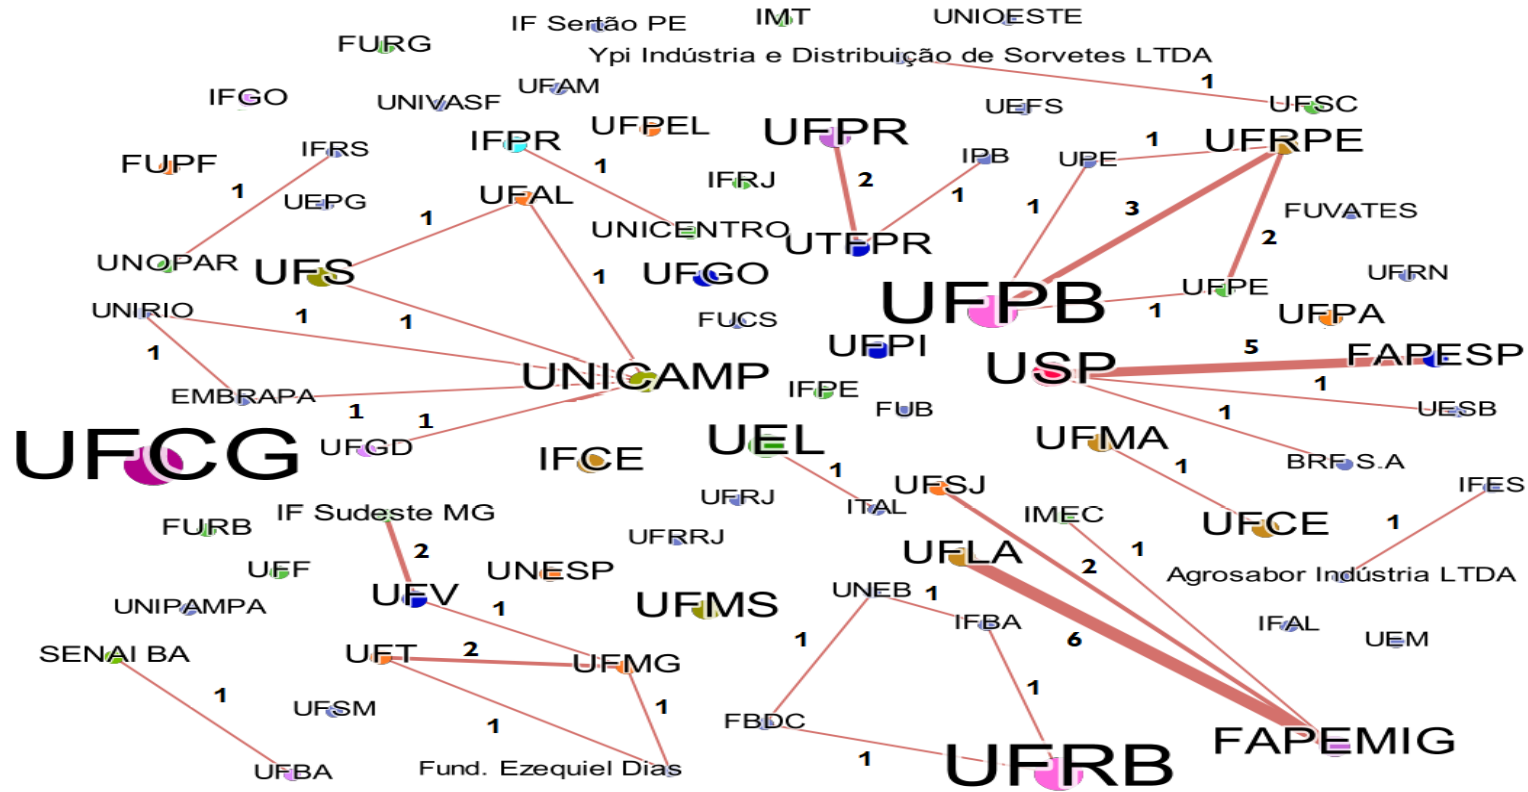 IF Sertão PE
IMT
UNIOESTE
FURG
Ypi Indústria e Distribuição de Sorvetes LTDA
1
UFAM
IFGO
UNIVASF
UEFS
UFSC
UFPEL
UFPR
UFRPE
IFPR
IFRS
1
FUPF
1
IPB
UPE
2
IFRJ
1
UEPG
UFAL
1
1
1
3
FUVATES
UNICENTRO
UTFPR
2
UNOPAR
UFS
UFGO
1
UFRN
UFPE
UNIRIO
1
1
UFPB
1
UFPA
FUCS
UFPI
5
1
FAPESP
UNICAMP
USP
1
EMBRAPA
IFPE
FUB
1
UESB
1
1
UFCG
UFGD
IFCE
UEL
UFMA
1
BRF S.A
1
UFSJ
IFES
UFRJ
ITAL
IF Sudeste MG
IMEC
FURB
UFCE
1
UFRRJ
2
UFLA
1
2
UFF
UNESP
Agrosabor Indústria LTDA
UFV
1
UNEB
1
UNIPAMPA
UFMS
IFBA
IFAL
1
6
UEM
SENAI BA
UFT
2
UFMG
1
1
UFSM
1
FBDC
1
FAPEMIG
1
UFBA
Fund. Ezequiel Dias
UFRB